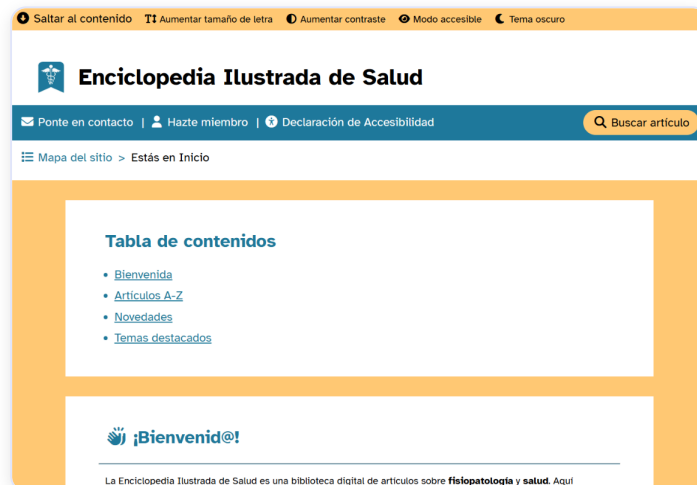 Saltar al contenido Aumentar tamaño de letra Aumentar contraste Modo accesible Tema oscuro
Enciclopedia Ilustrada de Salud
Ponte en contacto | Hazte miembro | Declaración de Accesibilidad Buscar artículo
Mapa del sitio > Estás en Inicio
Tabla de contenidos
• Bienvenida
• Artículos A-Z
• Novedades
• Temas destacados
¡Bienvenid@!
La Enciclopedia Ilustrada de Salud es una biblioteca digital de artículos sobre fisiopatología y salud. Aquí